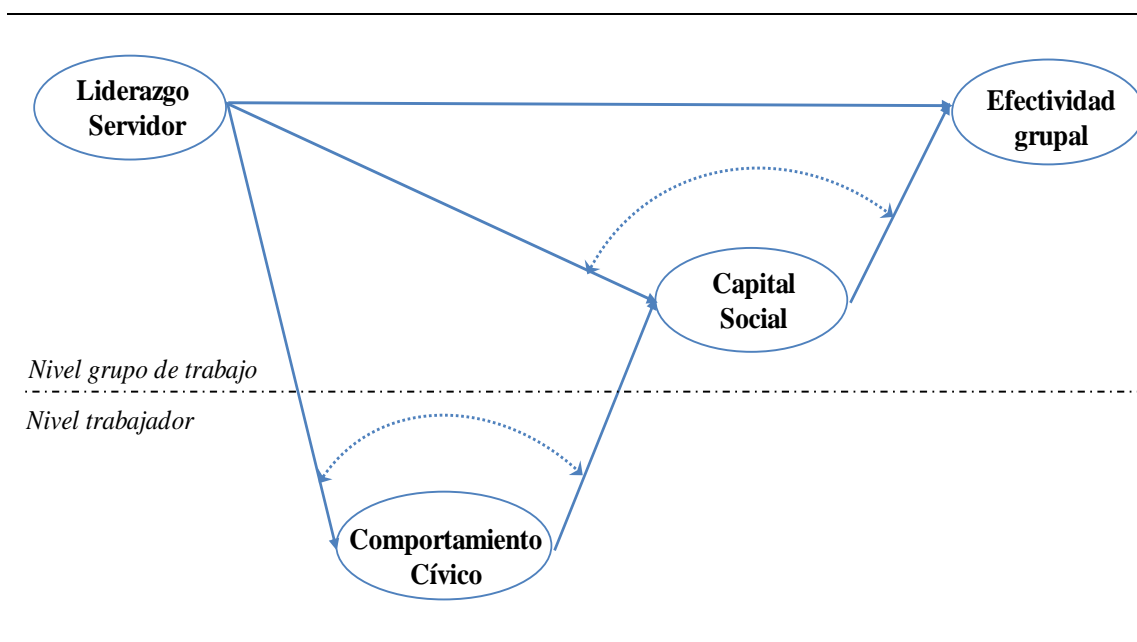 Liderazgo
Servidor
Efectividad
grupal
Capital
Social
Nivel grupo de trabajo
Nivel trabajador
Comportamiento
Cívico